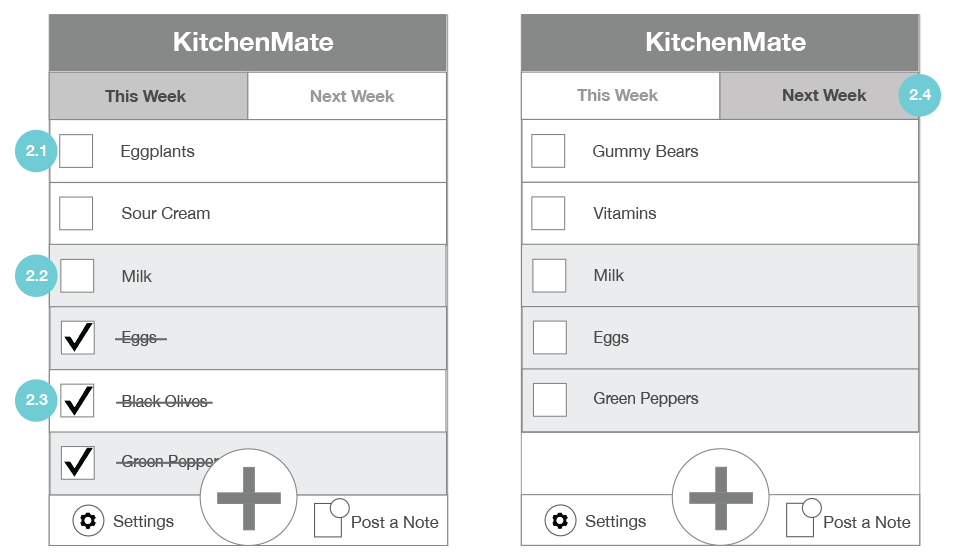 KitchenMate
This Week
Next Week
2.1
Eggplants
Sour Cream
2.2
Milk
Eggs
2.3
Black Olives
Green Pepper
Settings
Post a Note
KitchenMate
This Week
Next Week
2.4
Gummy Bears
Vitamins
Milk
Eggs
Green Peppers
Settings
Post a Note